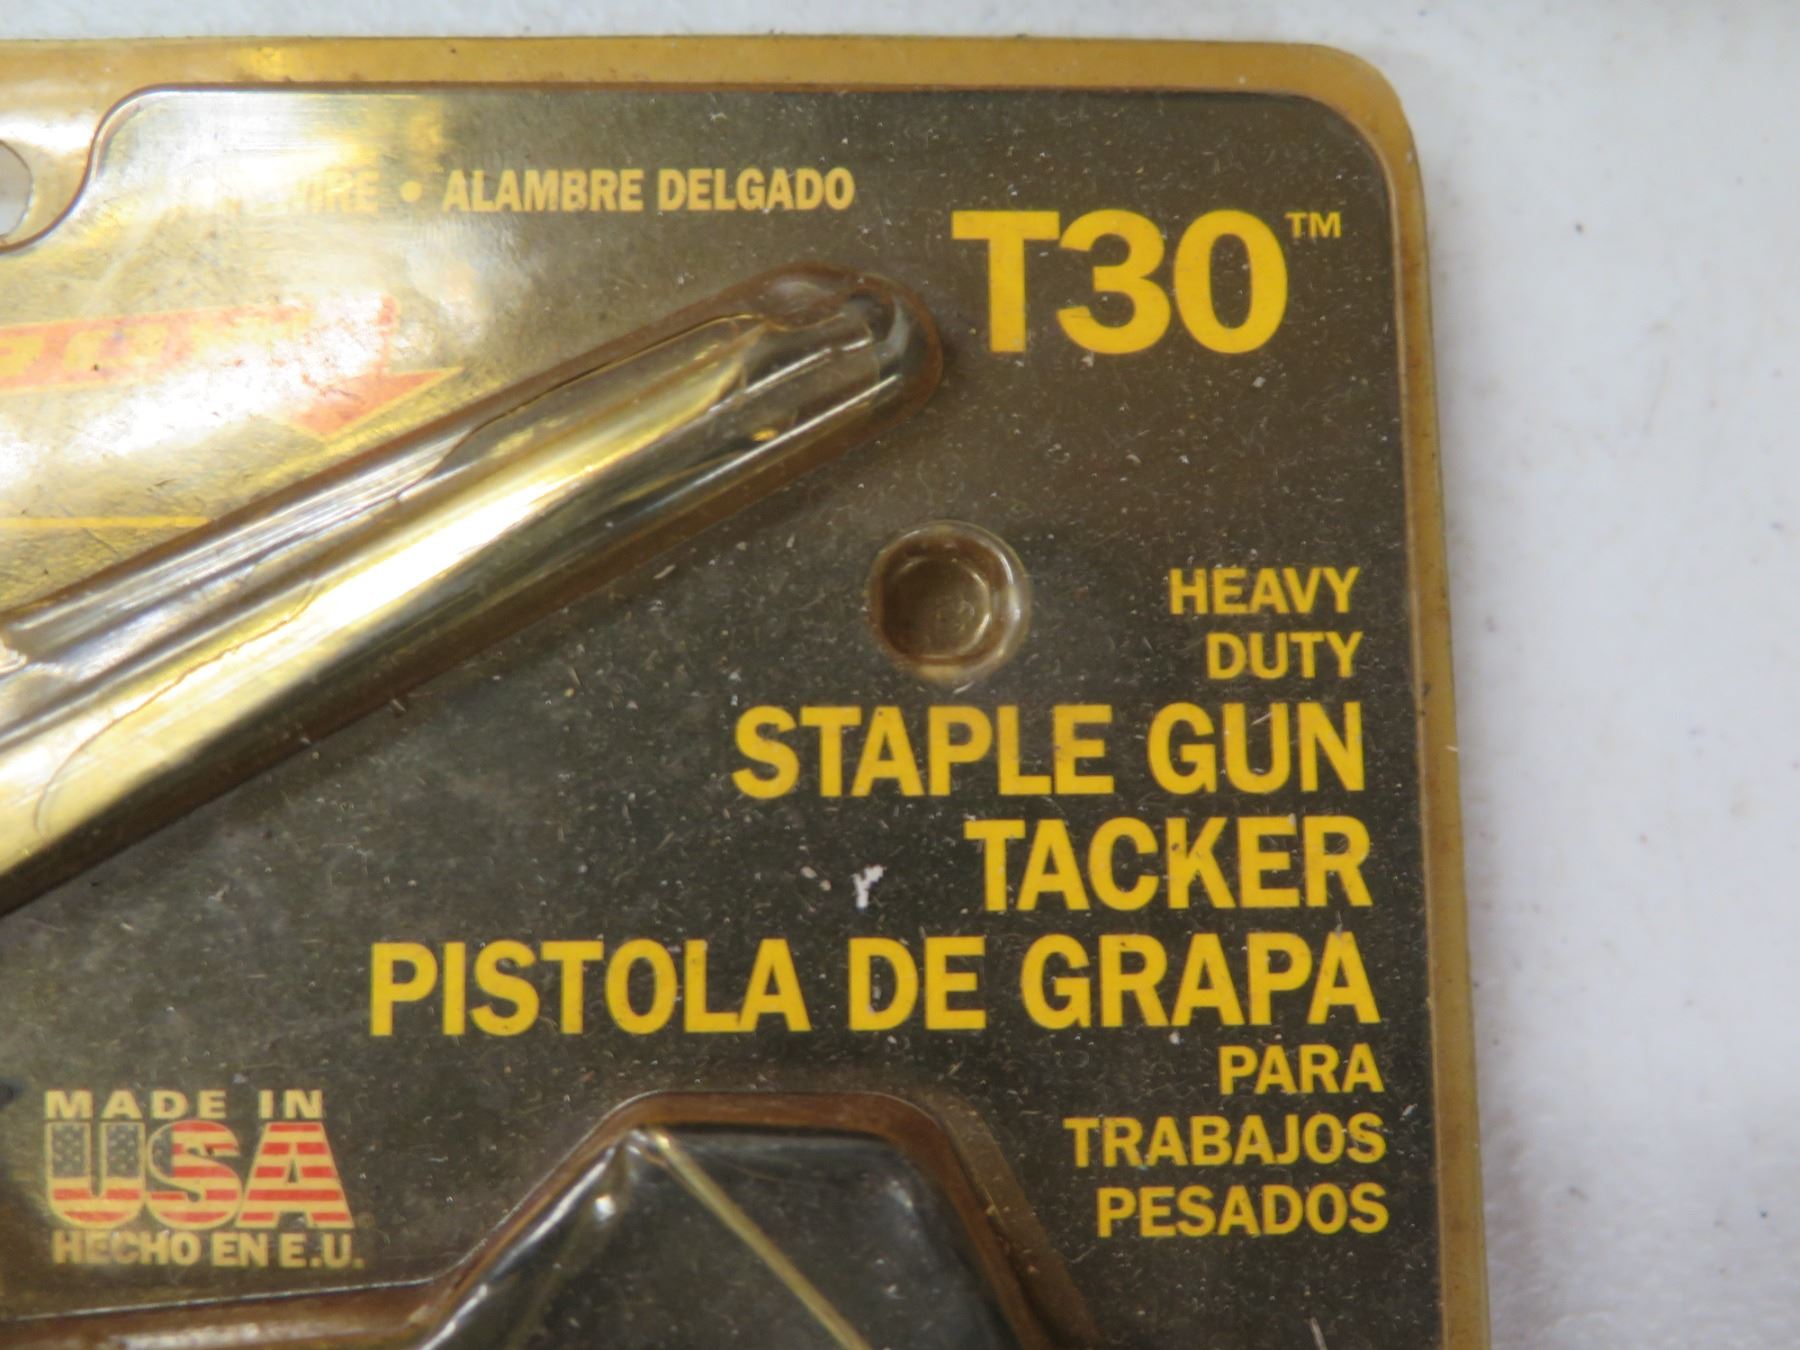 WIRE • ALAMBRE DELGADO
T30™
HEAVY
DUTY
STAPLE GUN
TACKER
PISTOLA DE GRAPA
PARA
TRABAJOS
PESADOS
MADE IN
USA
HECHO EN E.U.